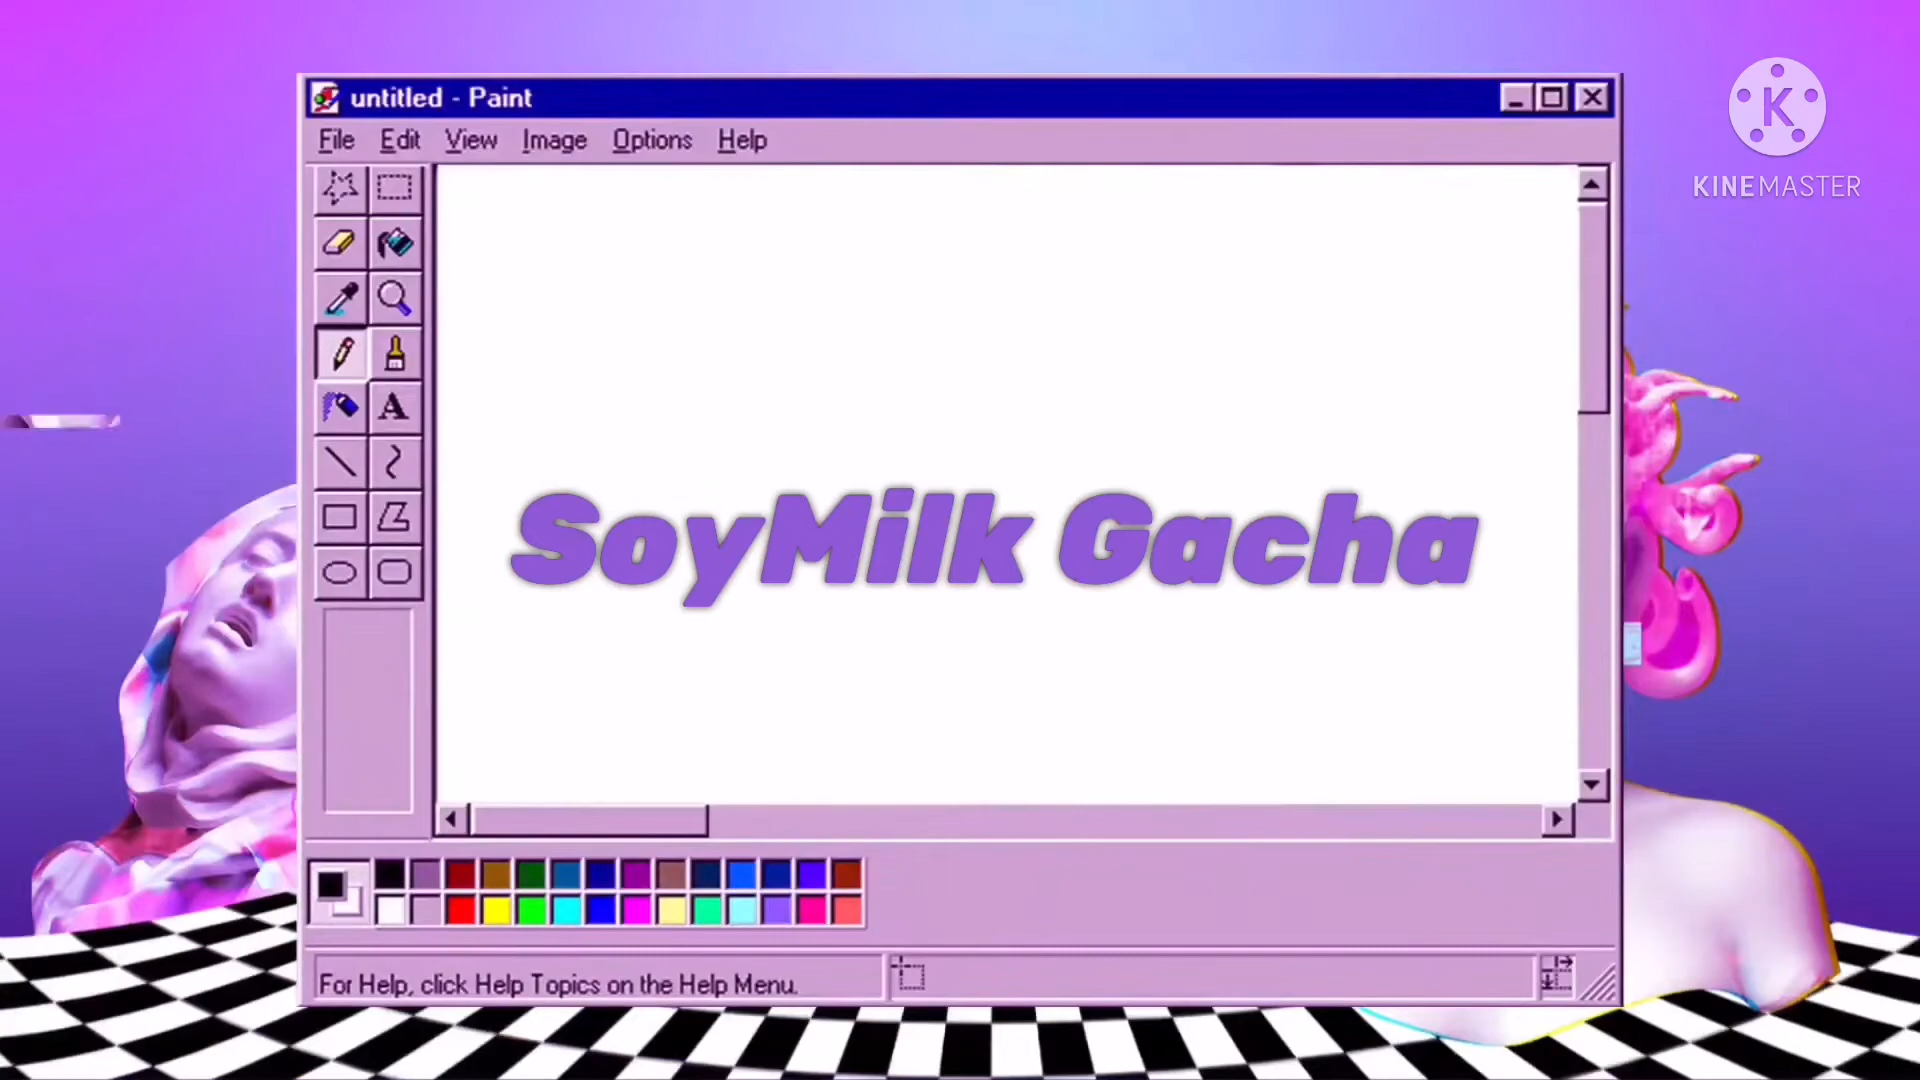 untitled - Paint
File Edit View Image Options Help
K
KINEMASTER
A
SoyMilk Gacha
For Help, click Help Topics on the Help Menu.